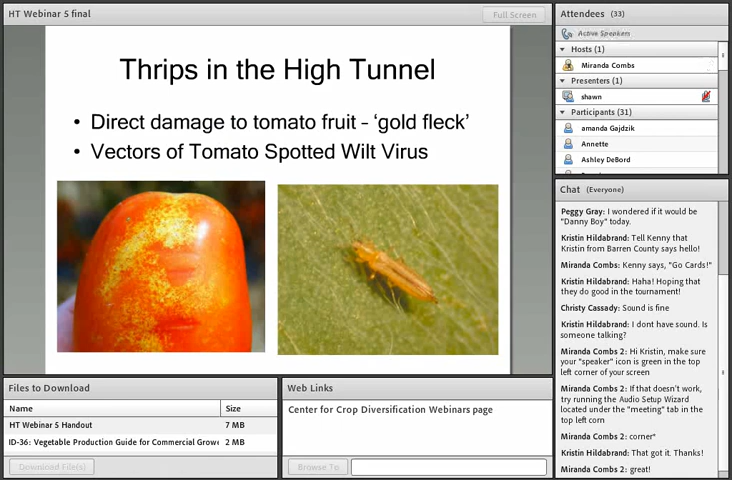 HT Webinar 5 final
Full Screen
Thrips in the High Tunnel
• Direct damage to tomato fruit – 'gold fleck'
• Vectors of Tomato Spotted Wilt Virus
Files to Download
Name Size
HT Webinar 5 Handout 7 MB
ID-36: Vegetable Production Guide for Commercial Growe 2 MB
Download File(s)
Web Links
Center for Crop Diversification Webinars page
Browse To
Attendees (33)
Active Speakers
Hosts (1)
Miranda Combs
Presenters (1)
shawn
Participants (31)
amanda Gajdzik
Annette
Ashley DeBord
Chat (Everyone)
Peggy Gray: I wondered if it would be
"Danny Boy" today.
Kristin Hildabrand: Tell Kenny that
Kristin from Barren County says hello!
Miranda Combs: Kenny says, "Go Cards!"
Kristin Hildabrand: Haha! Hoping that
they do good in the tournament!
Christy Cassady: Sound is fine
Kristin Hildabrand: I dont have sound. Is
someone talking?
Miranda Combs 2: Hi Kristin, make sure
your "speaker" icon is green in the top
left corner of your screen
Miranda Combs 2: If that doesn't work,
try running the Audio Setup Wizard
located under the "meeting" tab in the
top left corn
Miranda Combs 2: corner*
Kristin Hildabrand: That got it. Thanks!
Miranda Combs 2: great!